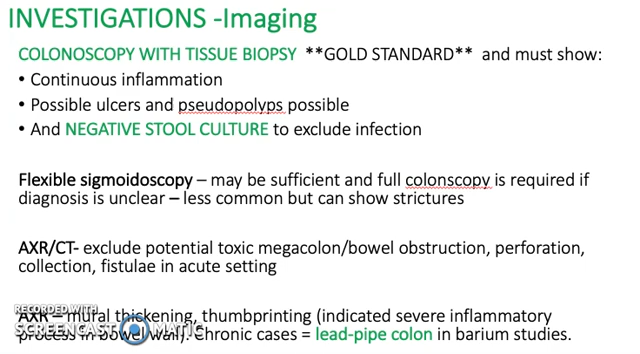 INVESTIGATIONS -Imaging
COLONOSCOPY WITH TISSUE BIOPSY **GOLD STANDARD** and must show:
• Continuous inflammation
• Possible ulcers and pseudopolyps possible
• And NEGATIVE STOOL CULTURE to exclude infection
Flexible sigmoidoscopy – may be sufficient and full colonscopy is required if
diagnosis is unclear – less common but can show strictures
AXR/CT- exclude potential toxic megacolon/bowel obstruction, perforation,
collection, fistulae in acute setting
RECORDED WITH
AXR – mural thickening, thumbprinting (indicated severe inflammatory
SCREENCAST MATIC
process in bowel wall). Chronic cases = lead-pipe colon in barium studies.